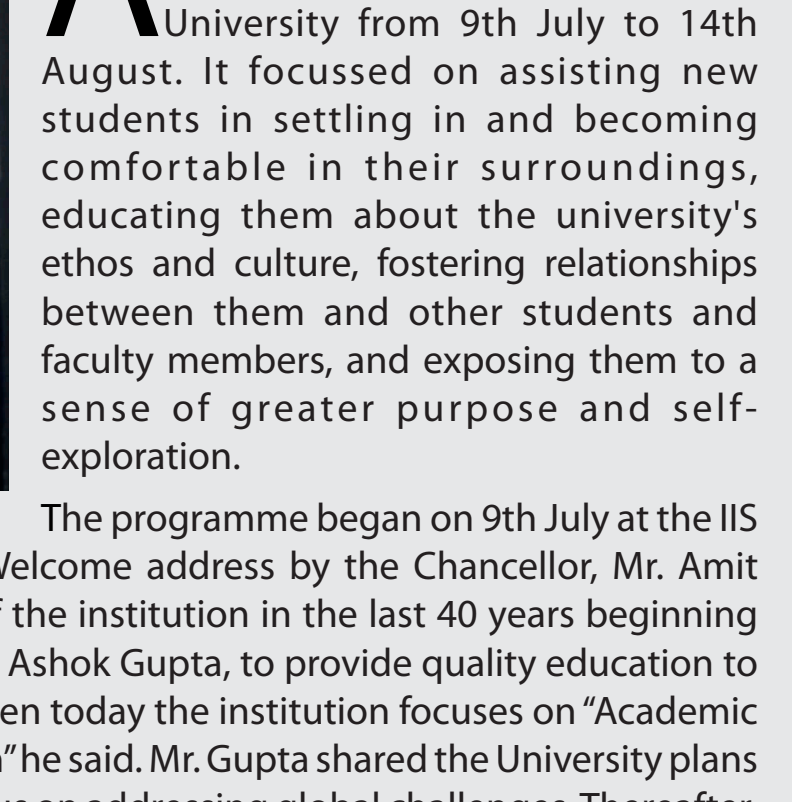 A University from 9th July to 14th
August. It focussed on assisting new
students in settling in and becoming
comfortable in their surroundings,
educating them about the university's
ethos and culture, fostering relationships
between them and other students and
faculty members, and exposing them to a
sense of greater purpose and self-
exploration.
The programme began on 9th July at the IIS
Welcome address by the Chancellor, Mr. Amit
the institution in the last 40 years beginning
Ashok Gupta, to provide quality education to
today the institution focuses on “Academic
” he said. Mr. Gupta shared the University plans
on addressing global challenges. Thereafter,